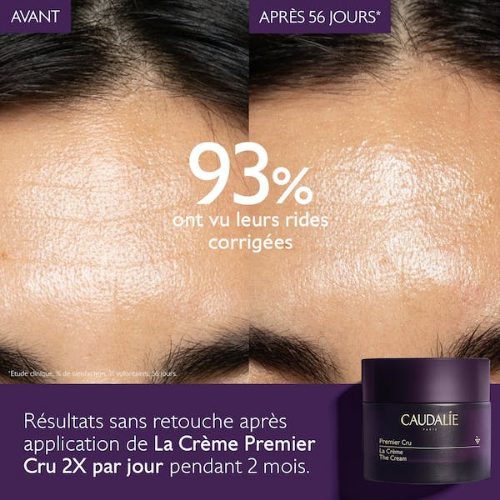 AVANT
APRÈS 56 JOURS*
93%
ont vu leurs rides
corrigées
*Etude clinique, % de satisfaction, 31 volontaires, 56 jours.
Résultats sans retouche après
application de La Crème Premier
Cru 2X par jour pendant 2 mois.
CAUDALÍE
PARIS
Premier Cru
La Crème
The Cream